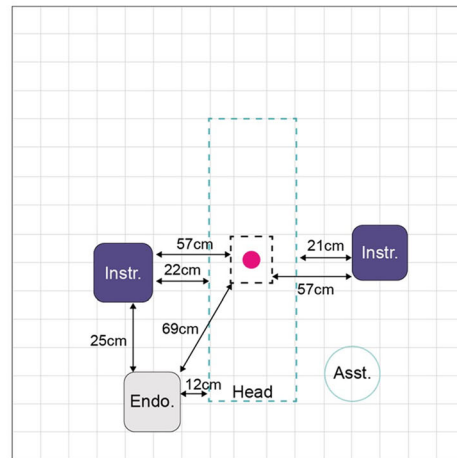 57cm
21cm
Instr.
Instr.
22cm
57cm
25cm
69cm
Asst.
12cm
Head
Endo.